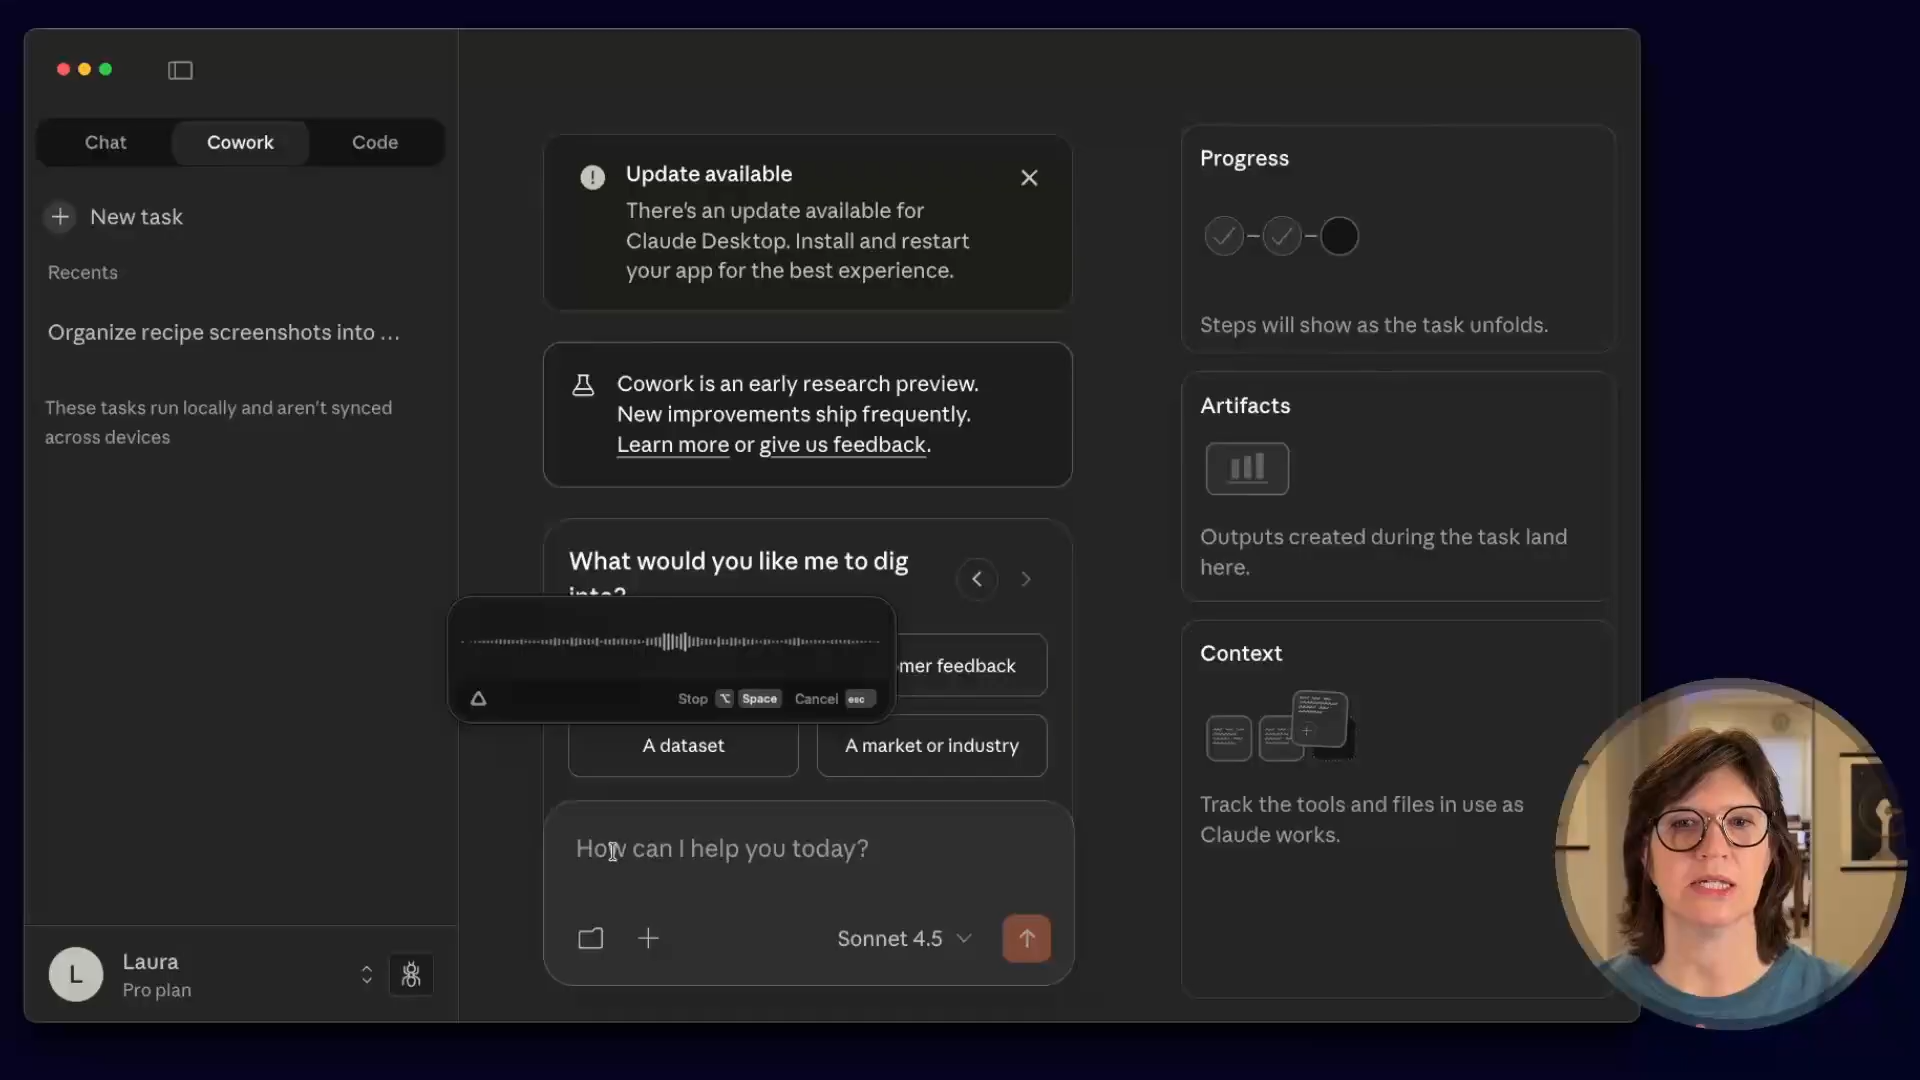 Chat
Cowork
Code
New task
Recents
Organize recipe screenshots into ...
These tasks run locally and aren't synced
across devices
L
Laura
Pro plan
Update available
There's an update available for
Claude Desktop. Install and restart
your app for the best experience.
Cowork is an early research preview.
New improvements ship frequently.
Learn more or give us feedback.
What would you like me to dig
into?
Stop ⌥ Space Cancel esc
feedback
A dataset
A market or industry
How can I help you today?
Sonnet 4.5
Progress
Steps will show as the task unfolds.
Artifacts
Outputs created during the task land
here.
Context
Track the tools and files in use as
Claude works.